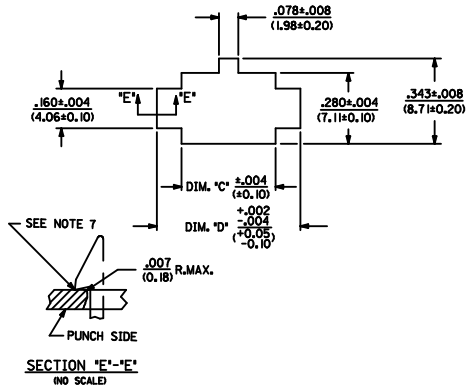 .078±.008
(1.98±0.20)
.160±.004
(4.06±0.10)
"E"
"E"
.280±.004
(7.11±0.10)
.343±.008
(8.71±0.20)
DIM. "C" ±.004
(±0.10)
DIM. "D" +.002
-.004
(+0.05
-0.10
SEE NOTE 7
.007
(0.18) R.MAX.
PUNCH SIDE
SECTION "E"-"E"
(NO SCALE)